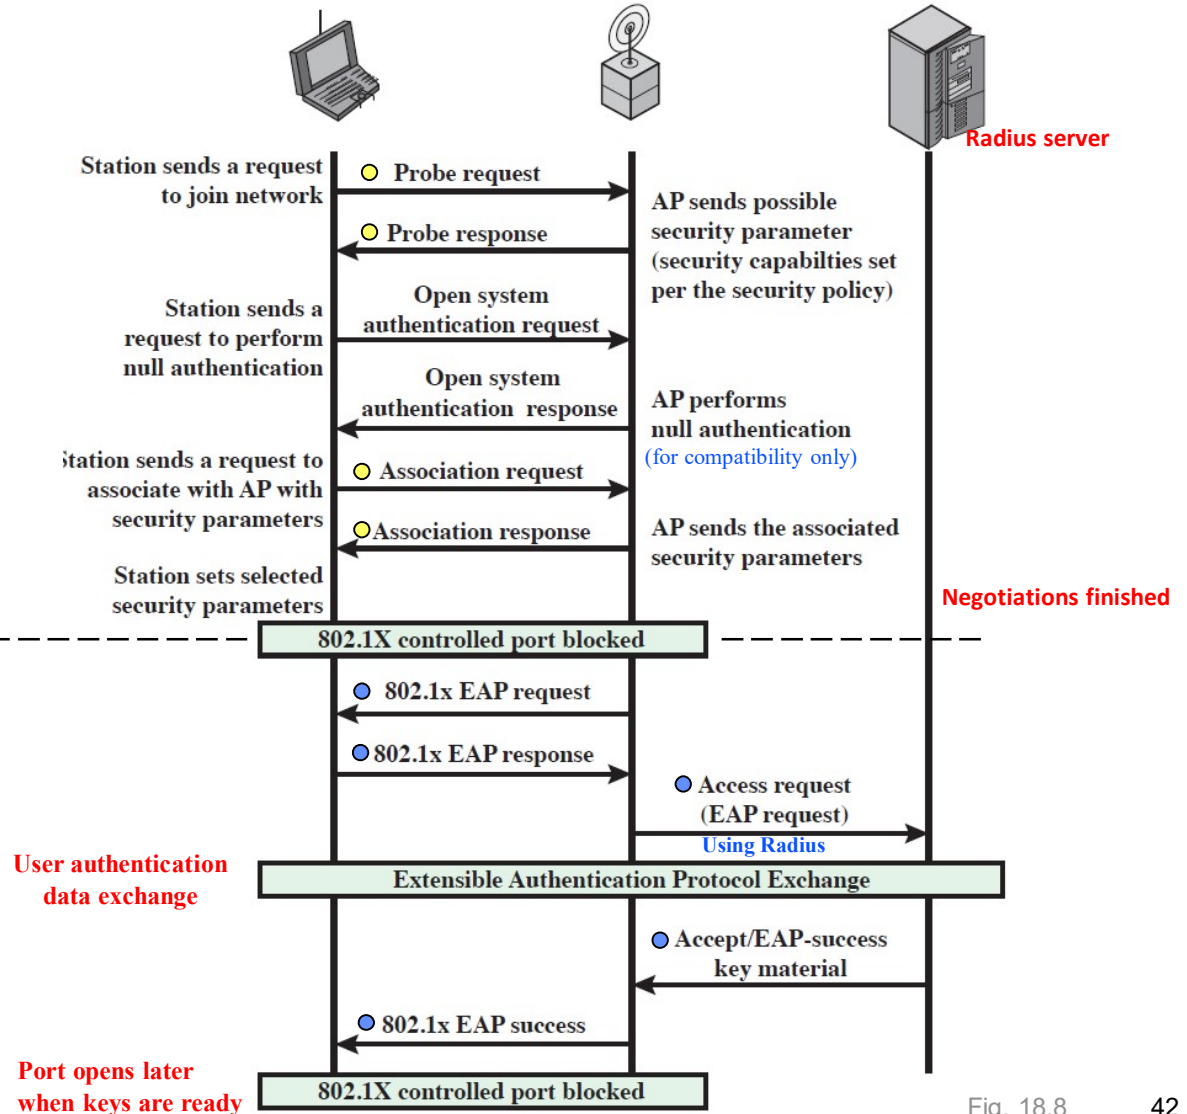 Radius server
Station sends a request
to join network
Probe request
AP sends possible
security parameter
(security capabilties set
per the security policy)
Probe response
Station sends a
request to perform
null authentication
Open system
authentication request
Open system
authentication response
AP performs
null authentication
(for compatibility only)
Station sends a request to
associate with AP with
security parameters
Association request
Association response
AP sends the associated
security parameters
Station sets selected
security parameters
Negotiations finished
802.1X controlled port blocked
802.1x EAP request
802.1x EAP response
Access request
(EAP request)
Using Radius
User authentication
data exchange
Extensible Authentication Protocol Exchange
Accept/EAP-success
key material
802.1x EAP success
Port opens later
when keys are ready
802.1X controlled port blocked
Fig. 18.8
42